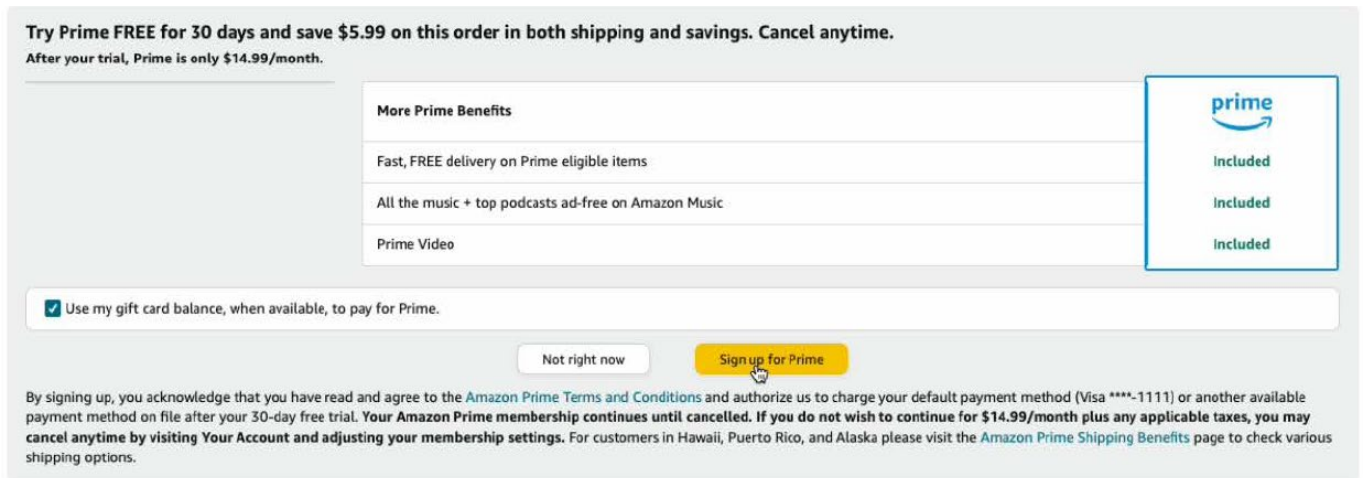 Try Prime FREE for 30 days and save $5.99 on this order in both shipping and savings. Cancel anytime.
After your trial, Prime is only $14.99/month.
More Prime Benefits
prime
Fast, FREE delivery on Prime eligible items
Included
All the music + top podcasts ad-free on Amazon Music
Included
Prime Video
Included
Use my gift card balance, when available, to pay for Prime.
Not right now
Sign up for Prime
By signing up, you acknowledge that you have read and agree to the Amazon Prime Terms and Conditions and authorize us to charge your default payment method (Visa ****-1111) or another available
payment method on file after your 30-day free trial. Your Amazon Prime membership continues until cancelled. If you do not wish to continue for $14.99/month plus any applicable taxes, you may
cancel anytime by visiting Your Account and adjusting your membership settings. For customers in Hawaii, Puerto Rico, and Alaska please visit the Amazon Prime Shipping Benefits page to check various
shipping options.